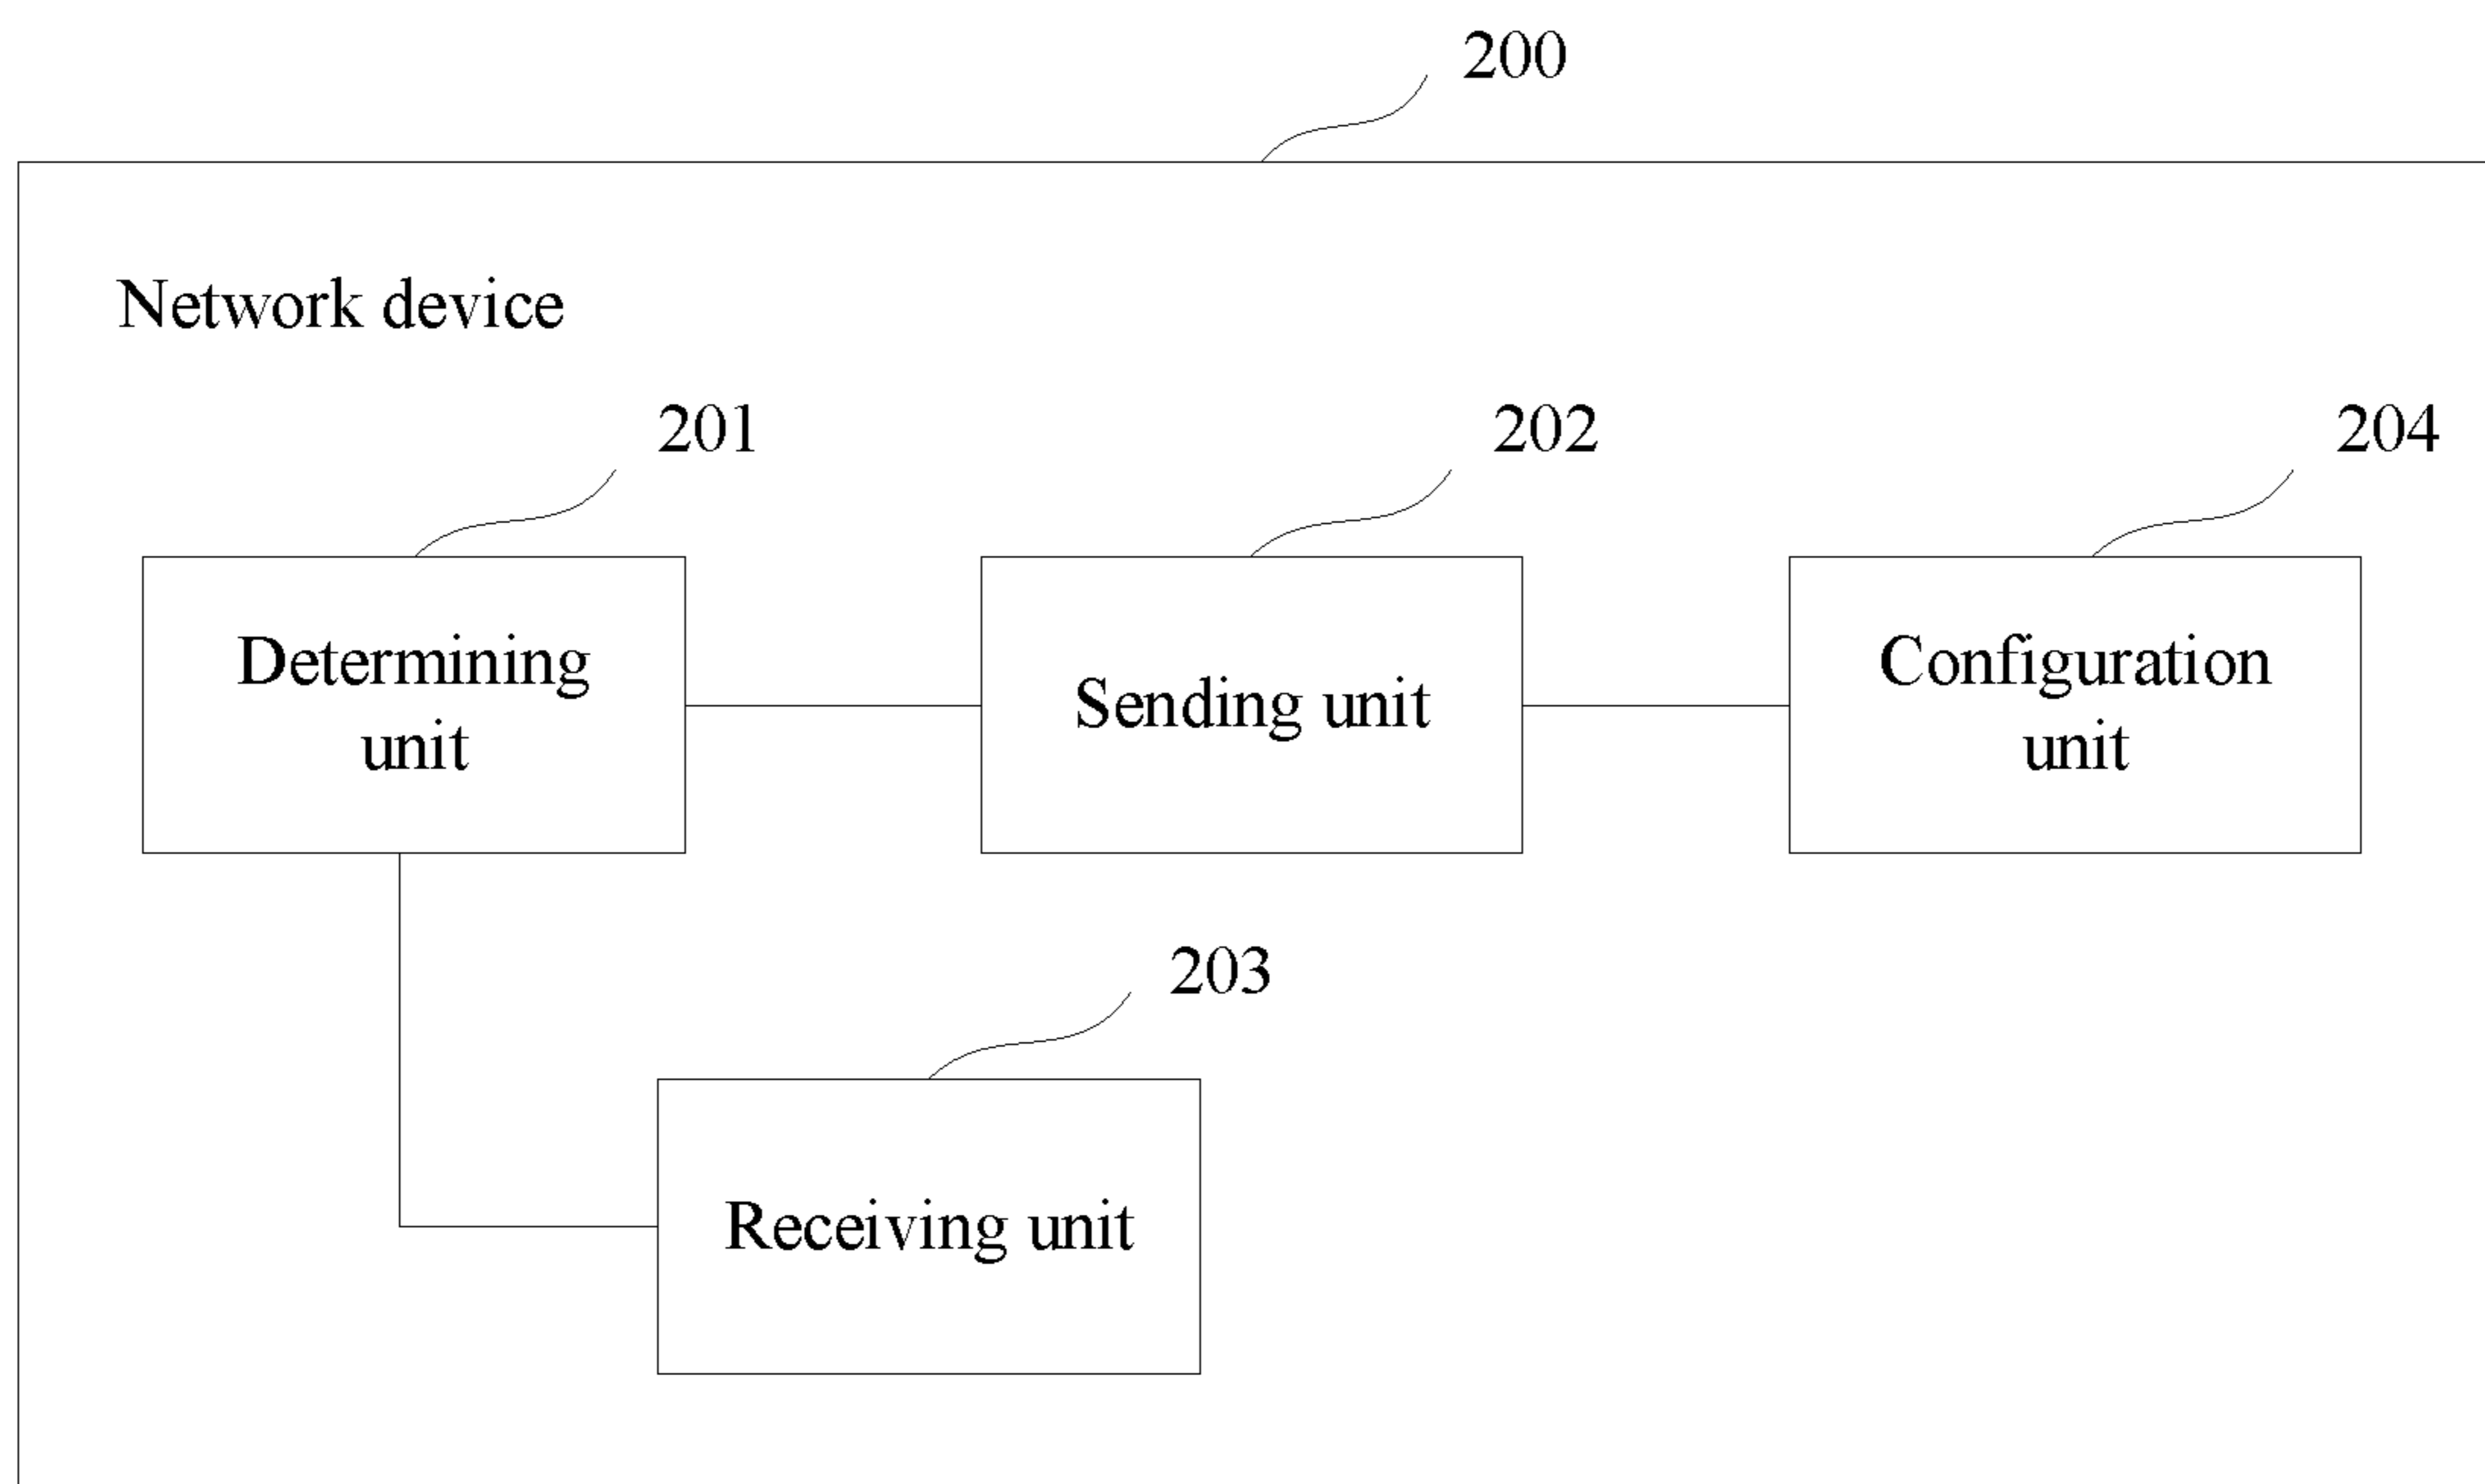 200
Network device
201
202
204
Determining
unit
Sending unit
Configuration
unit
203
Receiving unit